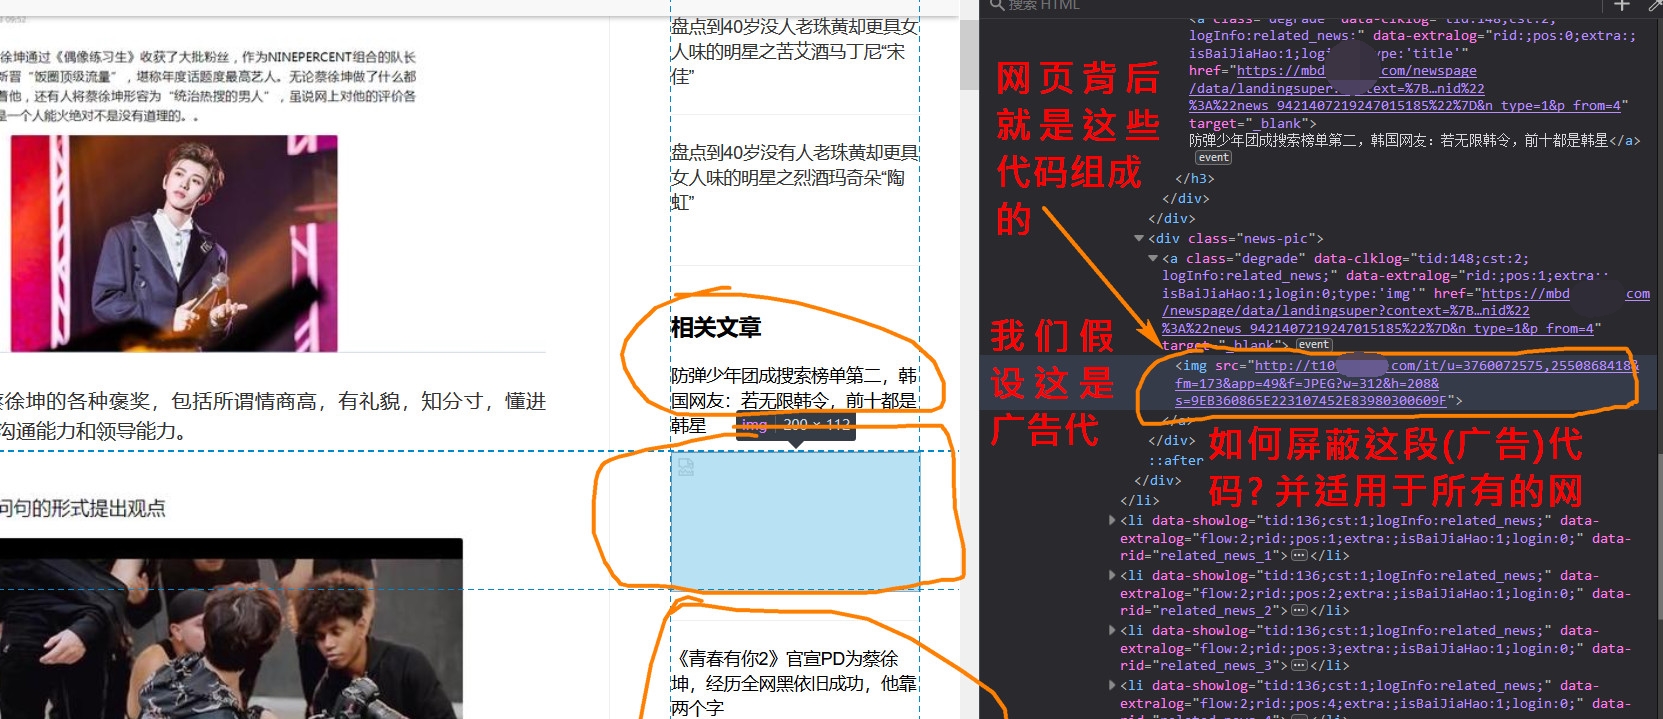 09:52
徐坤通过《偶像练习生》收获了大批粉丝，作为NINEPERCENT组合的队长
新晋“饭圈顶级流量”，堪称年度话题度最高艺人。无论蔡徐坤做了什么都
着他，还有人将蔡徐坤形容为“统治热搜的男人”，虽说网上对他的评价各
是一个人能火绝对不是没有道理的。。
蔡徐坤的各种褒奖，包括所谓情商高，有礼貌，知分寸，懂进
沟通能力和领导能力。
问句的形式提出观点
盘点到40岁没人老珠黄却更具女
人味的明星之苦艾酒马丁尼“宋
佳”
盘点到40岁没有人老珠黄却更具
女人味的明星之烈酒玛奇朵“陶
虹”
相关文章
防弹少年团成搜索榜单第二，韩
国网友：若无限韩令，前十都是
韩星
img 200 × 112
《青春有你2》官宣PD为蔡徐
坤，经历全网黑依旧成功，他靠
两个字
搜索 HTML
<a class="degrade" data-clklog="tid:148;cst:2;
logInfo:related_news;" data-extralog="rid:;pos:0;extra:;
isBaiJiaHo:1;logi ype:'title'"
href="https://mbd .com/newspage
/data/landingsuper? text=%7B…nid%22
%3A%22news_9421407219247015185%22%7D&n_type=1&p_from=4"
target="_blank">
防弹少年团成搜索榜单第二，韩国网友：若无限韩令，前十都是韩星</a>
event
</h3>
</div>
</div>
<div class="news-pic">
<a class="degrade" data-clklog="tid:148;cst:2;
logInfo:related_news;" data-extralog="rid:;pos:1;extra:
isBaiJiaHao:1;login:0;type:'img'" href="https://mbd com
/newspage/data/landingsuper?context=%7B…nid%22
%3A%22news_9421407219247015185%22%7D&n_type=1&p_from=4"
target="_blank"> event
<img src="http://t10 .com/it/u=3760072575,2550868418&
fm=173&app=49&f=JPEG?w=312&h=208&
s=9EB360865E223107452E83980300609F">
</a>
</div>
::after
</div>
</li>
<li data-showlog="tid:136;cst:1;logInfo:related_news;" data-
extralog="flow:2;rid:;pos:1;extra:;isBaiJiaHao:1;login:0;" data-
rid="related_news_1"> </li>
<li data-showlog="tid:136;cst:1;logInfo:related_news;" data-
extralog="flow:2;rid:;pos:2;extra:;isBaiJiaHao:1;login:0;" data-
rid="related_news_2"> </li>
<li data-showlog="tid:136;cst:1;logInfo:related_news;" data-
extralog="flow:2;rid:;pos:3;extra:;isBaiJiaHao:1;login:0;" data-
rid="related_news_3"> </li>
<li data-showlog="tid:136;cst:1;logInfo:related_news;" data-
extralog="flow:2;rid:;pos:4;extra:;isBaiJiaHao:1;login:0;" data-
网页背后
就是这些
代码组成
的
我们假
设这是
广告代
如何屏蔽这段(广告)代
码?并适用于所有的网